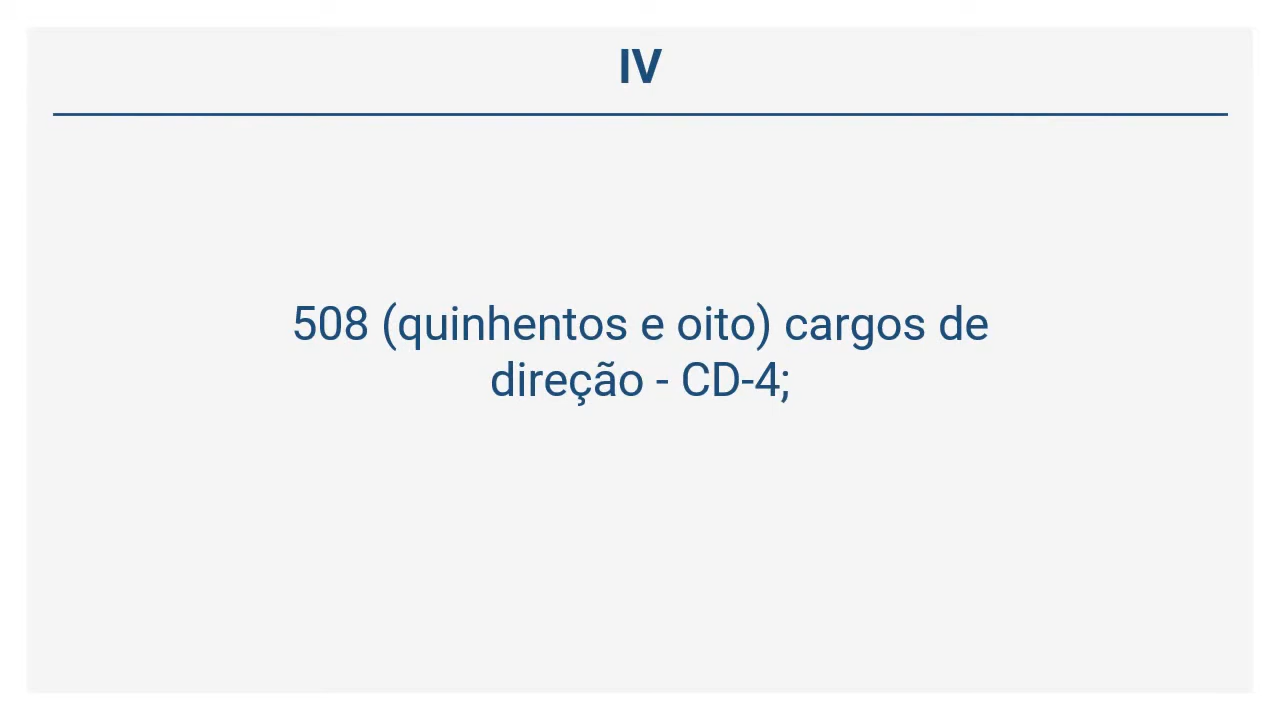 IV
508 (quinhentos e oito) cargos de
direção - CD-4;